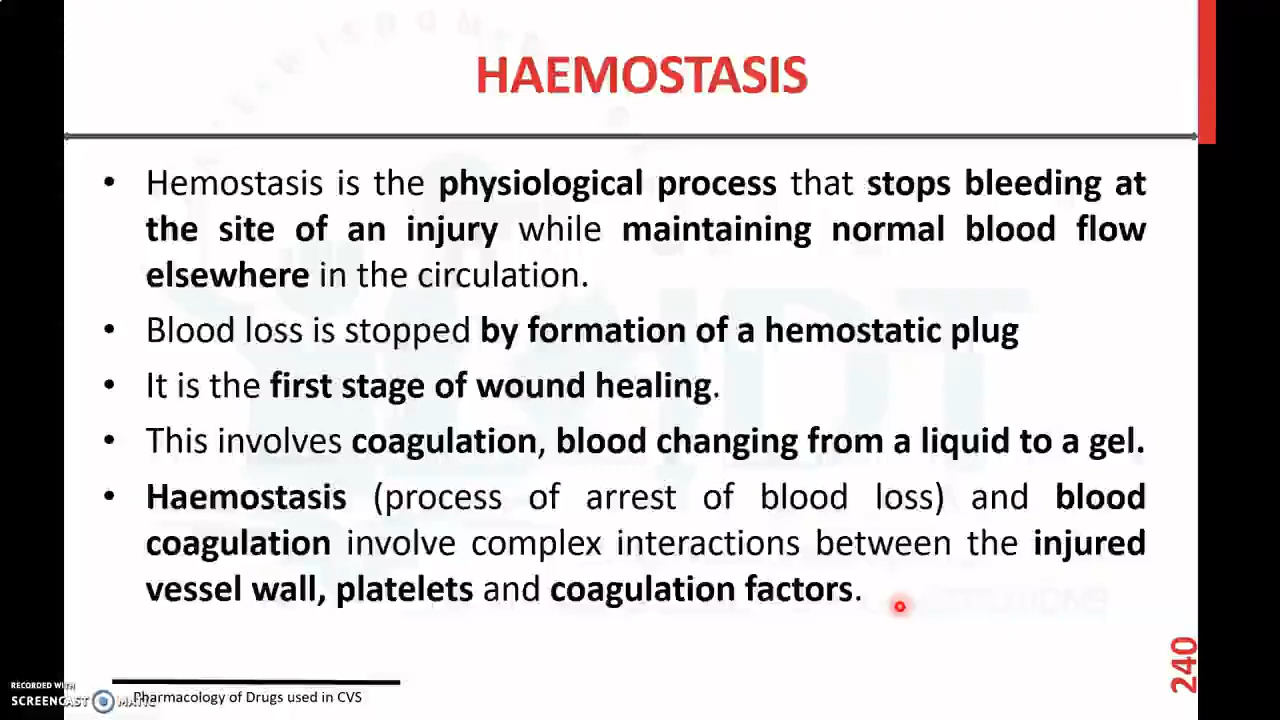 HAEMOSTASIS
• Hemostasis is the physiological process that stops bleeding at
the site of an injury while maintaining normal blood flow
elsewhere in the circulation.
• Blood loss is stopped by formation of a hemostatic plug
• It is the first stage of wound healing.
• This involves coagulation, blood changing from a liquid to a gel.
• Haemostasis (process of arrest of blood loss) and blood
coagulation involve complex interactions between the injured
vessel wall, platelets and coagulation factors.
240
Pharmacology of Drugs used in CVS
RECORDED WITH
SCREENCAST MATIC